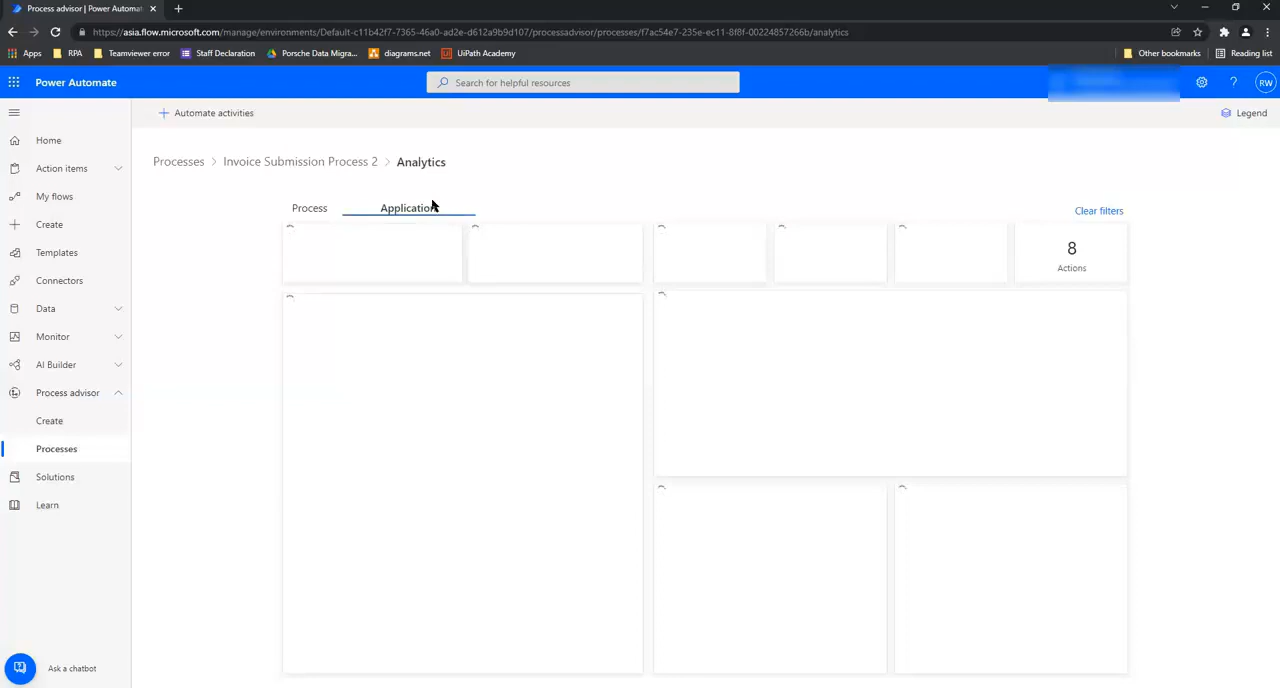 Process advisor | Power Automat
https://asia.flow.microsoft.com/manage/environments/Default-c11b42f7-7365-46a0-ad2e-d612a9b9d107/processadvisor/processes/f7ac54e7-235e-ec11-8f8f-00224857266b/analytics
Apps RPA Teamviewer error Staff Declaration Porsche Data Migra... diagrams.net UiPath Academy Other bookmarks Reading list
Power Automate Search for helpful resources ? RW
Automate activities Legend
Home
Processes > Invoice Submission Process 2 > Analytics
Action items
My flows
Process Application Clear filters
Create
Templates
8
Actions
Connectors
Data
Monitor
AI Builder
Process advisor
Create
Processes
Solutions
Learn
Ask a chatbot